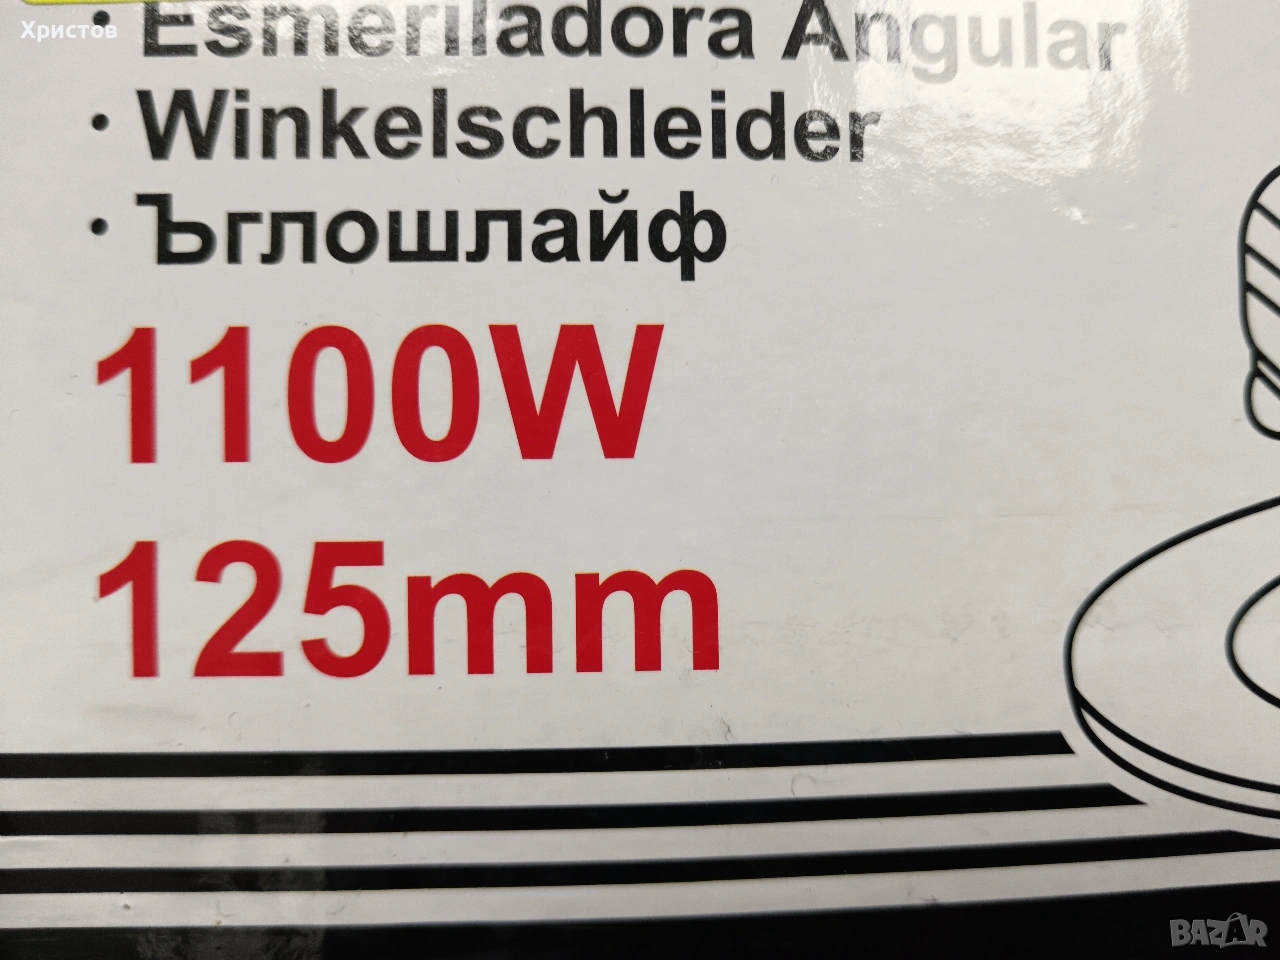 Христов
· Esmeriladora Angular
· Winkelschleider
· Ъглошлайф
1100W
125mm
BAZAR